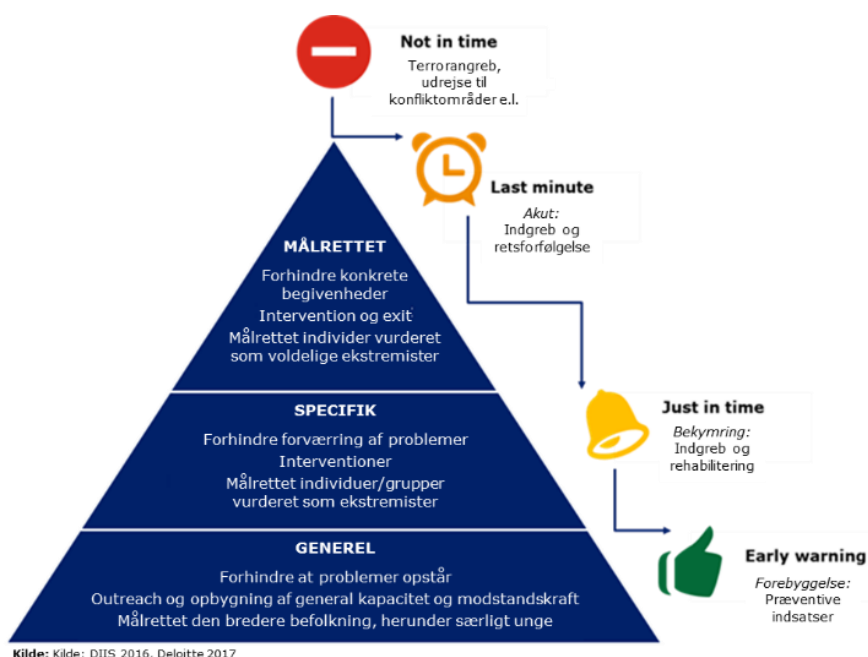 Not in time
Terrorangreb,
udrejse til
konfliktområder e.l.
Last minute
Akut:
Indgreb og
retsforfølgelse
MÅLRETTET
Forhindre konkrete
begivenheder
Intervention og exit
Målrettet individer vurderet
som voldelige ekstremister
Just in time
Bekymring:
Indgreb og
rehabilitering
SPECIFIK
Forhindre forværring af problemer
Interventioner
Målrettet individuer/grupper
vurderet som ekstremister
Early warning
Forebyggelse:
Præventive
indsatser
GENEREL
Forhindre at problemer opstår
Outreach og opbygning af general kapacitet og modstandskraft
Målrettet den bredere befolkning, herunder særligt unge
Kilde: Kilde: DIIS 2016, Deloitte 2017